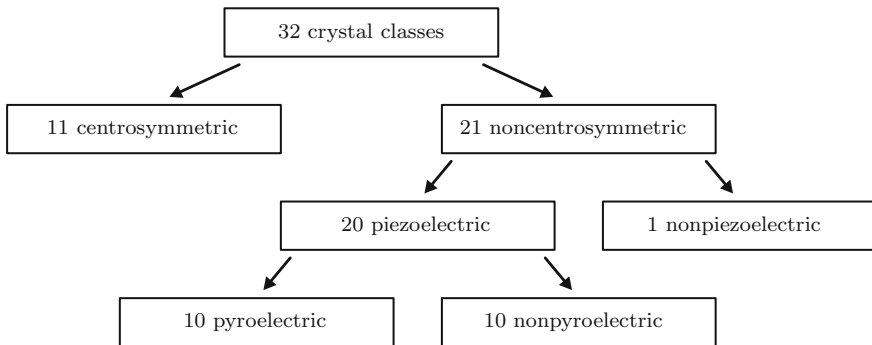 32 crystal classes
11 centrosymmetric
21 noncentrosymmetric
20 piezoelectric
1 nonpiezoelectric
10 pyroelectric
10 nonpyroelectric